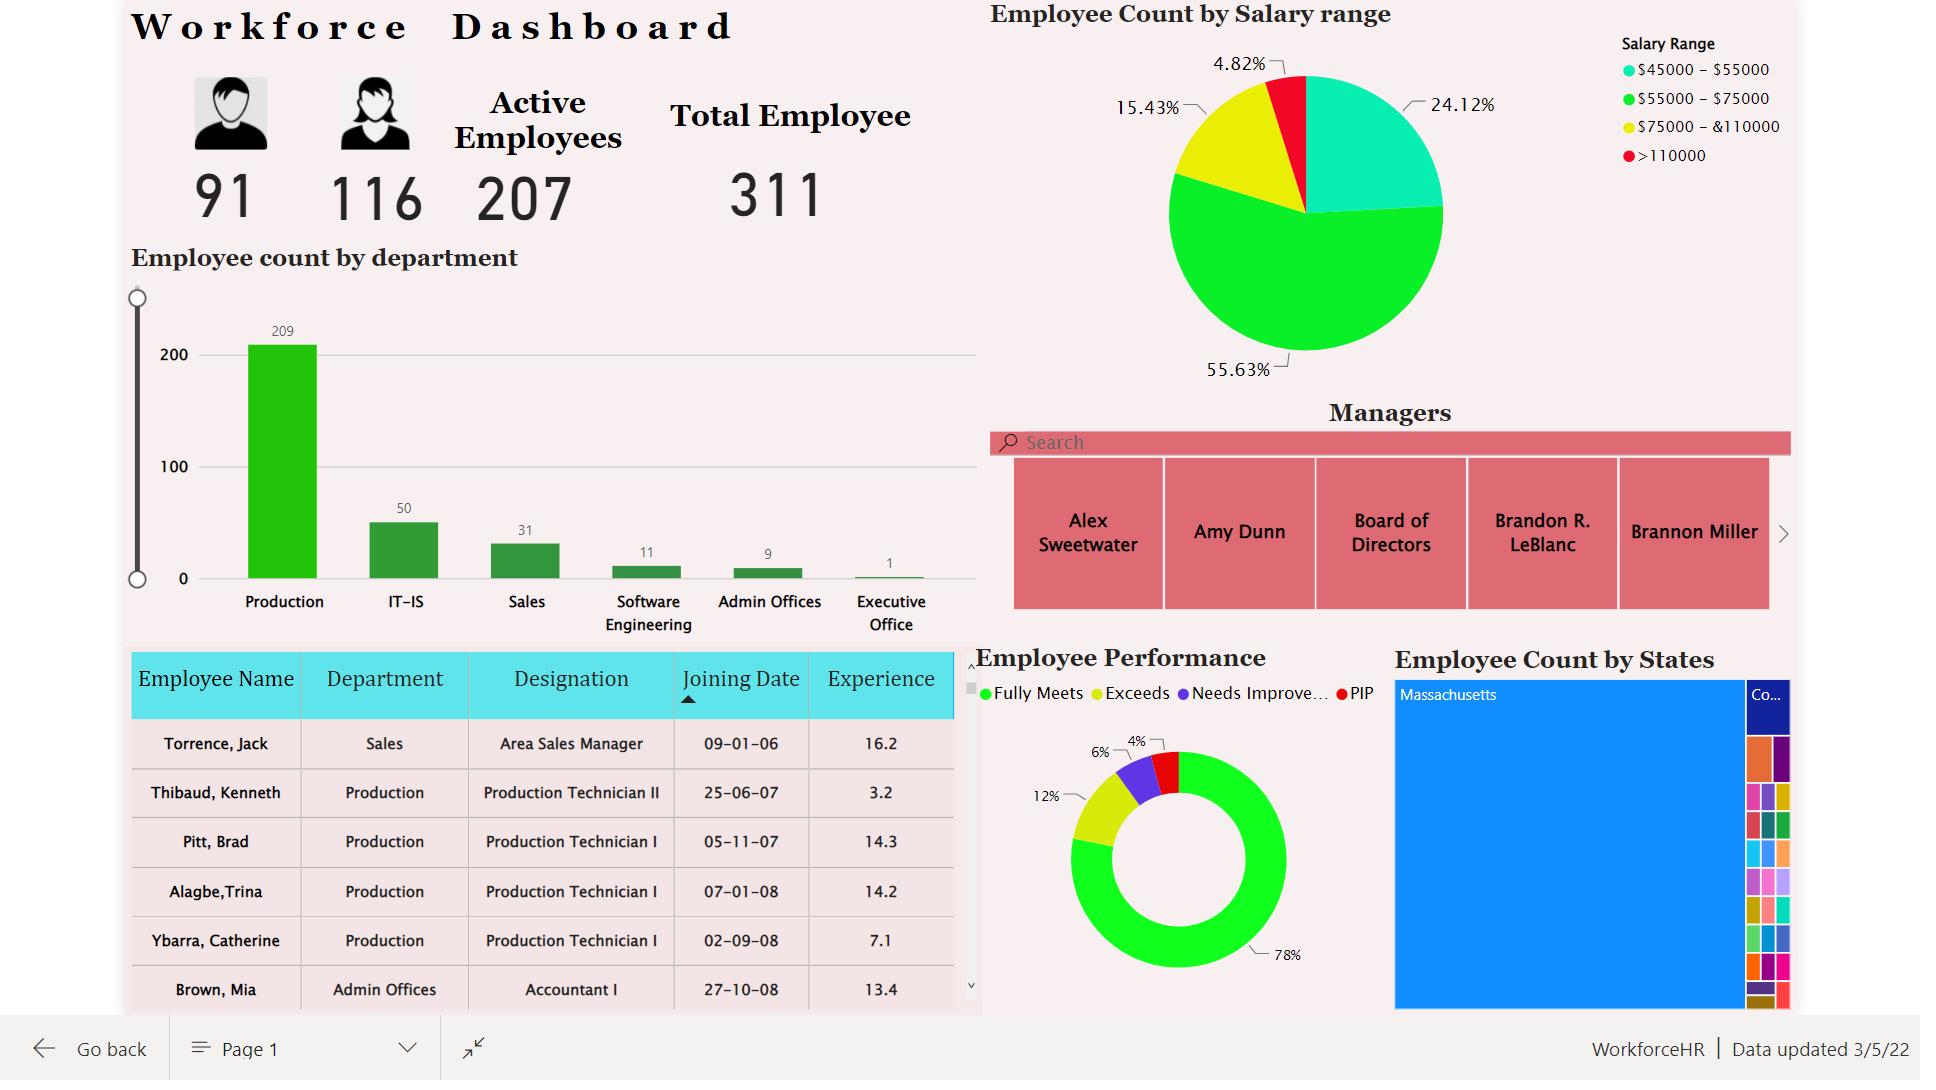 Workforce Dashboard
Active
Employees
Total Employee
91
116
207
311
Employee count by department
209
50
31
11
9
1
200
100
0
Production
IT-IS
Sales
Software
Engineering
Admin Offices
Executive
Office
Employee Count by Salary range
4.82%
15.43%
24.12%
55.63%
Salary Range
$45000 - $55000
$55000 - $75000
$75000 - &110000
>110000
Managers
Search
Alex
Sweetwater
Amy Dunn
Board of
Directors
Brandon R.
LeBlanc
Brannon Miller
Employee Name Department Designation Joining Date Experience
Torrence, Jack Sales Area Sales Manager 09-01-06 16.2
Thibaud, Kenneth Production Production Technician II 25-06-07 3.2
Pitt, Brad Production Production Technician I 05-11-07 14.3
Alagbe,Trina Production Production Technician I 07-01-08 14.2
Ybarra, Catherine Production Production Technician I 02-09-08 7.1
Brown, Mia Admin Offices Accountant I 27-10-08 13.4
Employee Performance
Fully Meets Exceeds Needs Improve... PIP
4%
6%
12%
78%
Employee Count by States
Massachusetts
Co...
Go back
Page 1
WorkforceHR | Data updated 3/5/22